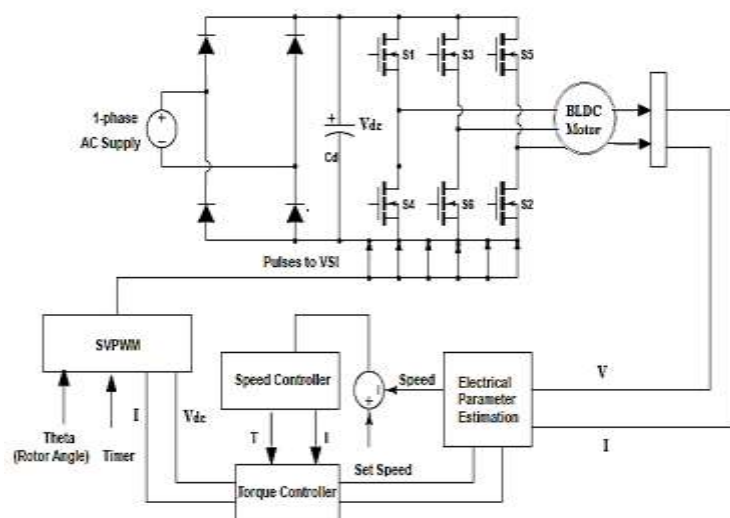 S1
S3
S5
1-phase
AC Supply
+
−
+
Vdc
Cd
BLDC
Motor
S4
S6
S2
Pulses to VSI
SVPWM
Speed Controller
Speed
Electrical
Parameter
Estimation
V
I
+
I
Vdc
Theta
(Rotor Angle)
Timer
T
I
Set Speed
I
Torque Controller